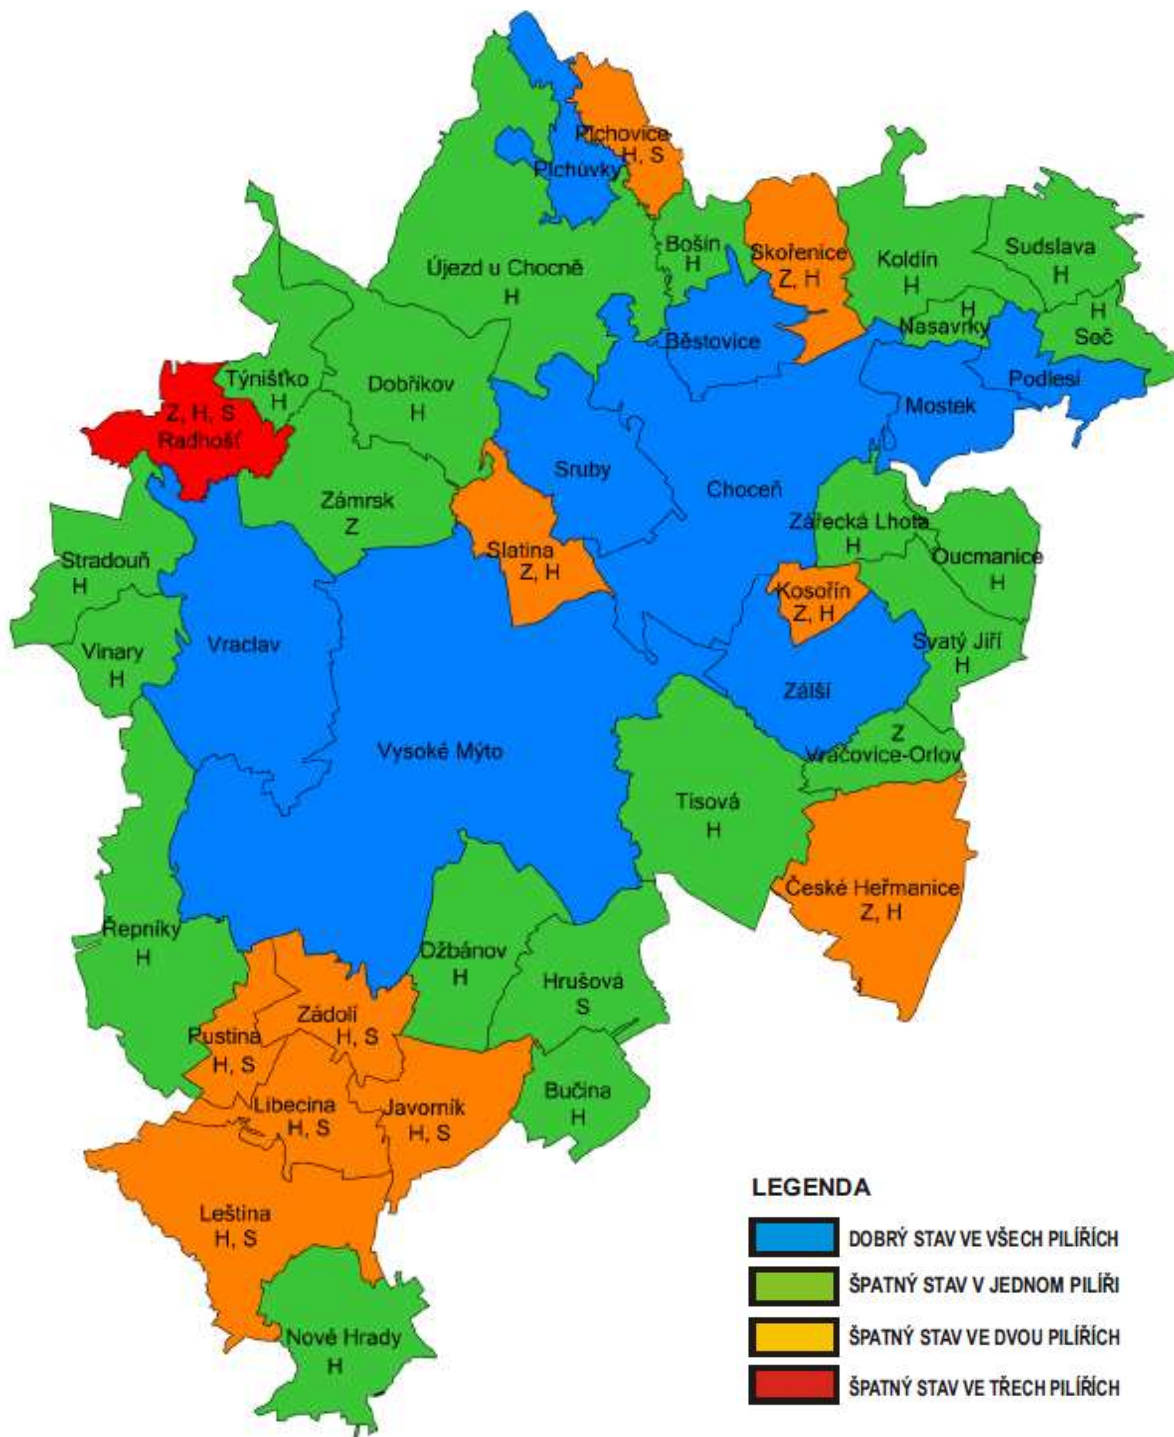 Plchovice
H, S
Plchůvky
Bošín
H
Skořenice
Z, H
Koldín
H
Sudslava
H
Újezd u Chocně
H
H
Nasavrky
H
Seč
Běstovice
Podlesí
Mostek
Týnišťko
H
Dobříkov
H
Z, H, S
Radhošť
Sruby
Choceň
Zámrsk
Z
Zářecká Lhota
H
Slatina
Z, H
Oucmanice
H
Stradouň
H
Kosořín
Z, H
Vraclav
Vinary
H
Svatý Jiří
H
Zálší
Z
Vračovice-Orlov
Vysoké Mýto
Tisová
H
České Heřmanice
Z, H
Řepníky
H
Džbánov
H
Hrušová
S
Zádolí
H, S
Pustina
H, S
Bučina
H
Libecina
H, S
Javorník
H, S
Leština
H, S
Nové Hrady
H
LEGENDA
DOBRÝ STAV VE VŠECH PILÍŘÍCH
ŠPATNÝ STAV V JEDNOM PILÍŘI
ŠPATNÝ STAV VE DVOU PILÍŘÍCH
ŠPATNÝ STAV VE TŘECH PILÍŘÍCH